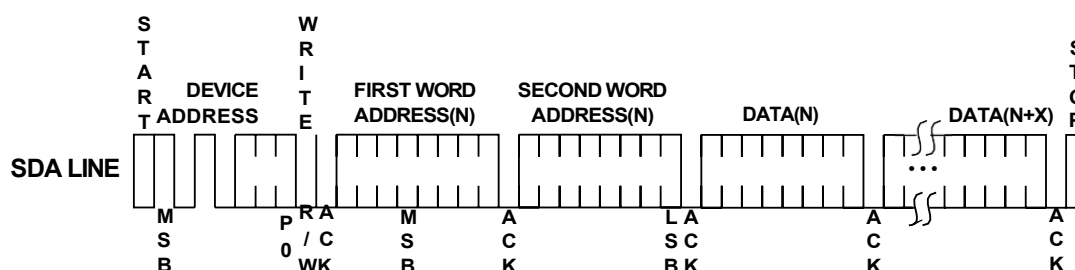 START
WRITE
STOP
DEVICE
ADDRESS
FIRST WORD
ADDRESS(N)
SECOND WORD
ADDRESS(N)
DATA(N)
DATA(N+X)
SDA LINE
...
MSB
P0
R/W
ACK
MSB
ACK
LSB
ACK
ACK
ACK